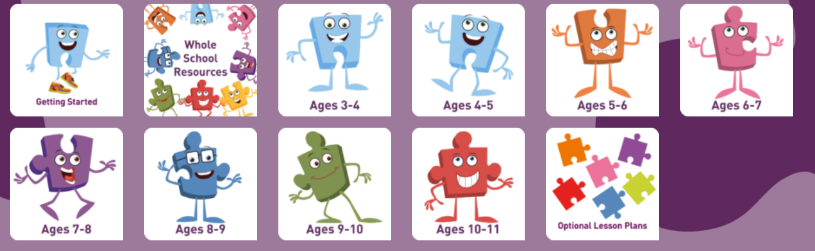 Getting Started
Whole
School
Resources
Ages 3-4
Ages 4-5
Ages 5-6
Ages 6-7
Ages 7-8
Ages 8-9
Ages 9-10
Ages 10-11
Optional Lesson Plans